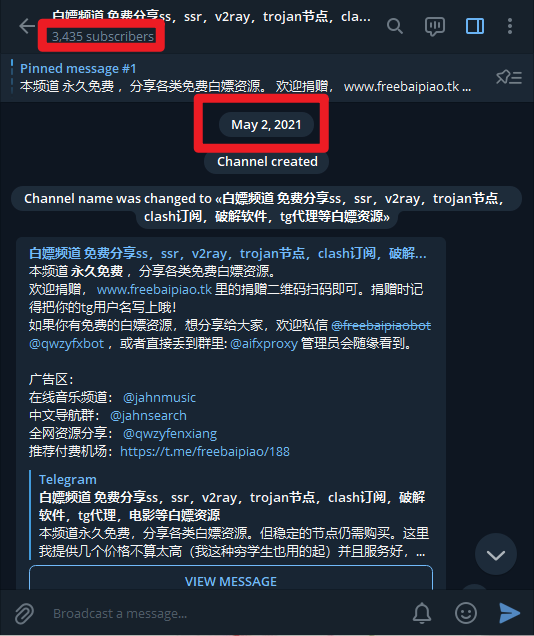 白嫖频道 免费分享ss，ssr，v2ray，trojan节点，clas...
3,435 subscribers
Pinned message #1
本频道 永久免费 ，分享各类免费白嫖资源。 欢迎捐赠， www.freebaipiao.tk ...
May 2, 2021
Channel created
Channel name was changed to «白嫖频道 免费分享ss，ssr，v2ray，trojan节点，
clash订阅，破解软件，tg代理等白嫖资源»
白嫖频道 免费分享ss，ssr，v2ray，trojan节点，clash订阅，破解...
本频道 永久免费 ，分享各类免费白嫖资源。
欢迎捐赠， www.freebaipiao.tk 里的捐赠二维码扫码即可。捐赠时记
得把你的tg用户名写上哦！
如果你有免费的白嫖资源，想分享给大家，欢迎私信 @freebaipiaobot
@qwzyfxbot ，或者直接丢到群里: @aifxproxy 管理员会随缘看到。
广告区：
在线音乐频道： @jahnmusic
中文导航群： @jahnsearch
全网资源分享： @qwzyfenxiang
推荐付费机场： https://t.me/freebaipiao/188
Telegram
白嫖频道 免费分享ss，ssr，v2ray，trojan节点，clash订阅，破解
软件，tg代理，电影等白嫖资源
本频道永久免费，分享各类白嫖资源。但稳定的节点仍需购买。这里
我提供几个价格不算太高（我这种穷学生也用的起）并且服务好，...
VIEW MESSAGE
Broadcast a message...